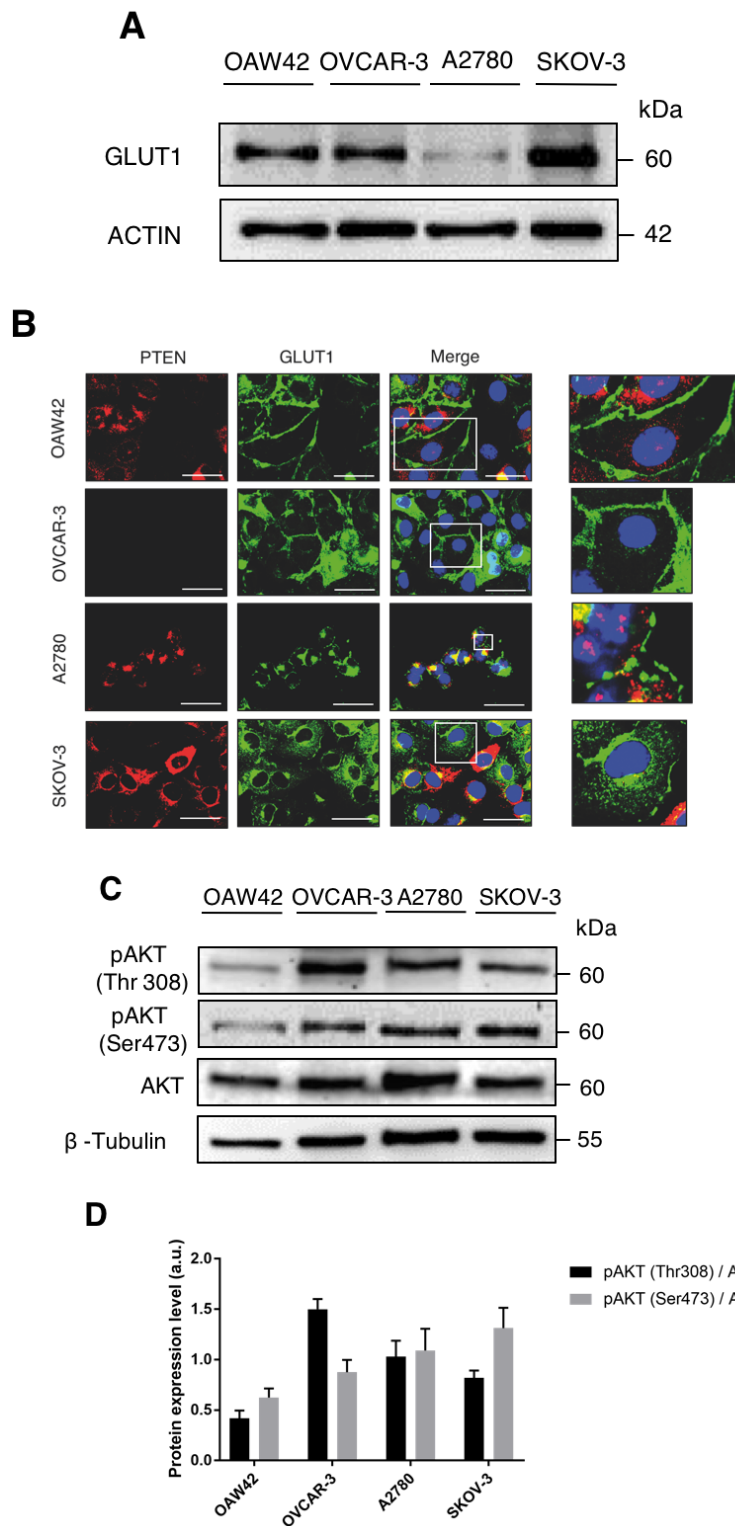 A
OAW42 OVCAR-3 A2780 SKOV-3
kDa
GLUT1 60
ACTIN 42
B
PTEN GLUT1 Merge
OAW42
OVCAR-3
A2780
SKOV-3
C
OAW42 OVCAR-3 A2780 SKOV-3
kDa
pAKT
(Thr 308)
60
pAKT
(Ser473)
60
AKT 60
β -Tubulin 55
D
Protein expression level (a.u.)
2.0
1.5
1.0
0.5
0.0
OAW42 OVCAR-3 A2780 SKOV-3
pAKT (Thr308) / A
pAKT (Ser473) / A